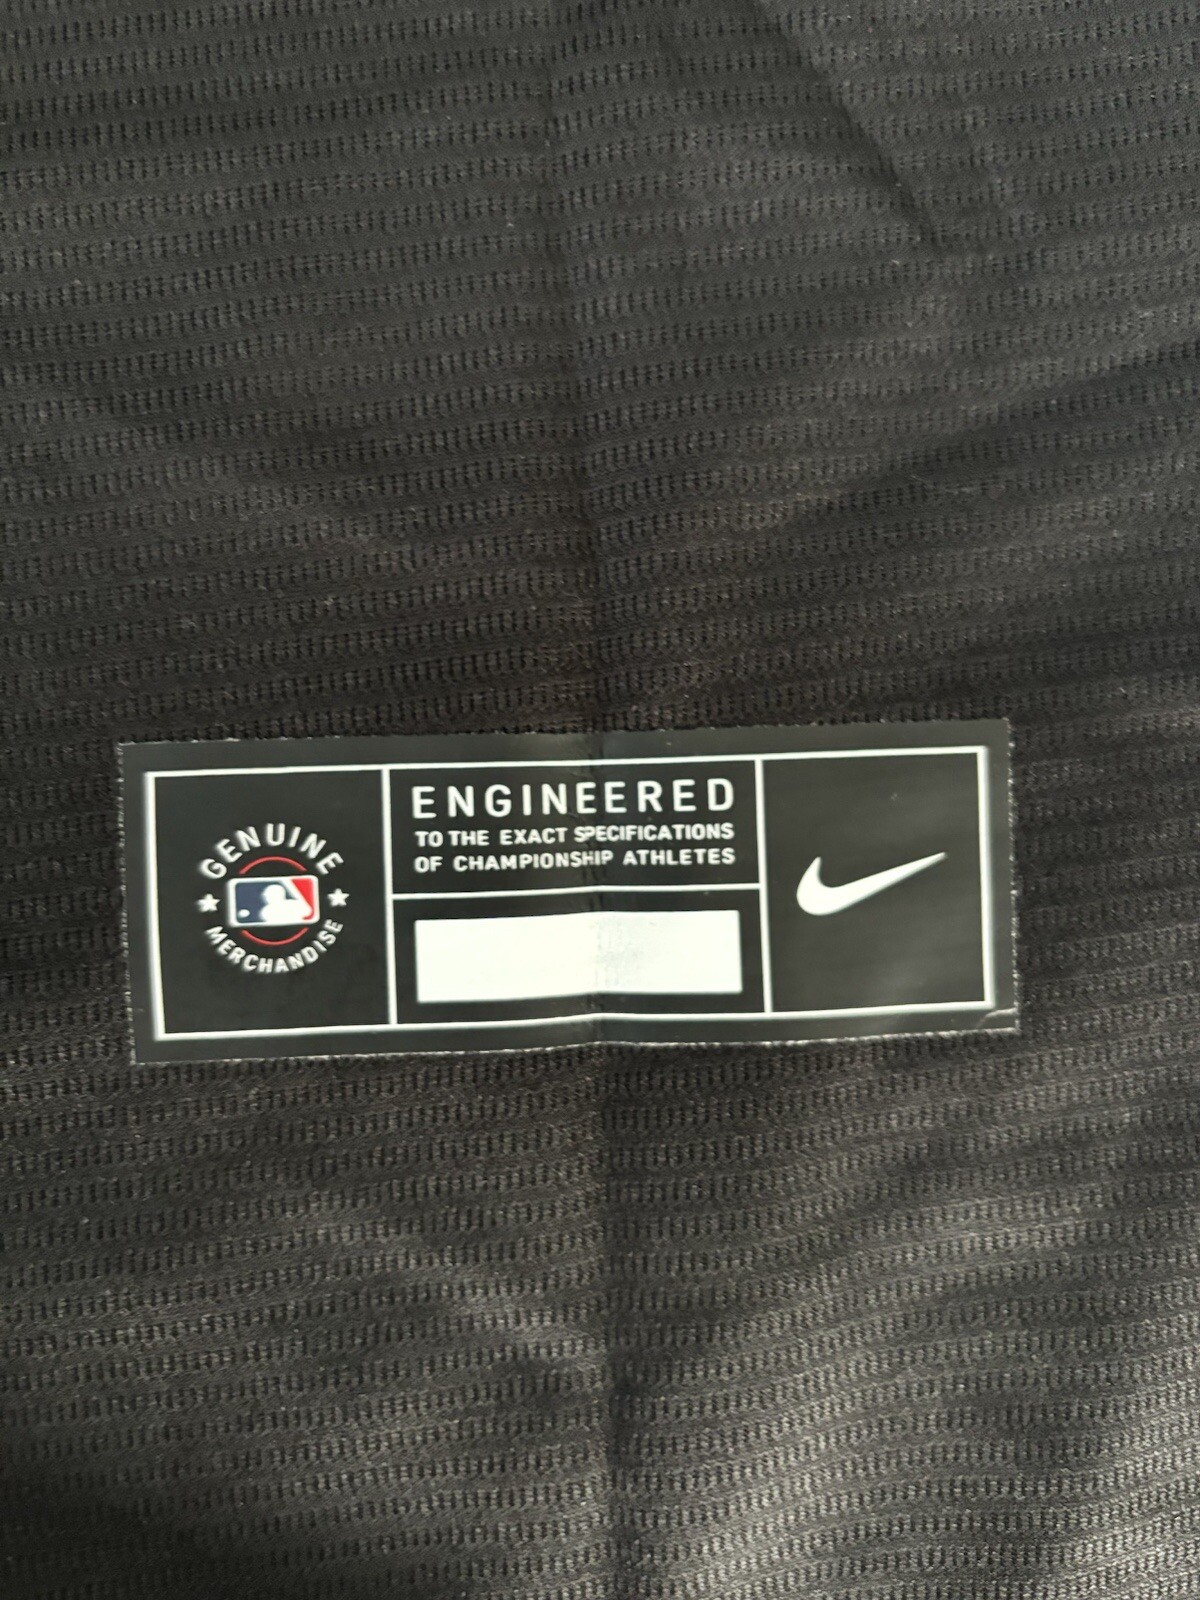 GENUINE
MERCHANDISE
ENGINEERED
TO THE EXACT SPECIFICATIONS
OF CHAMPIONSHIP ATHLETES